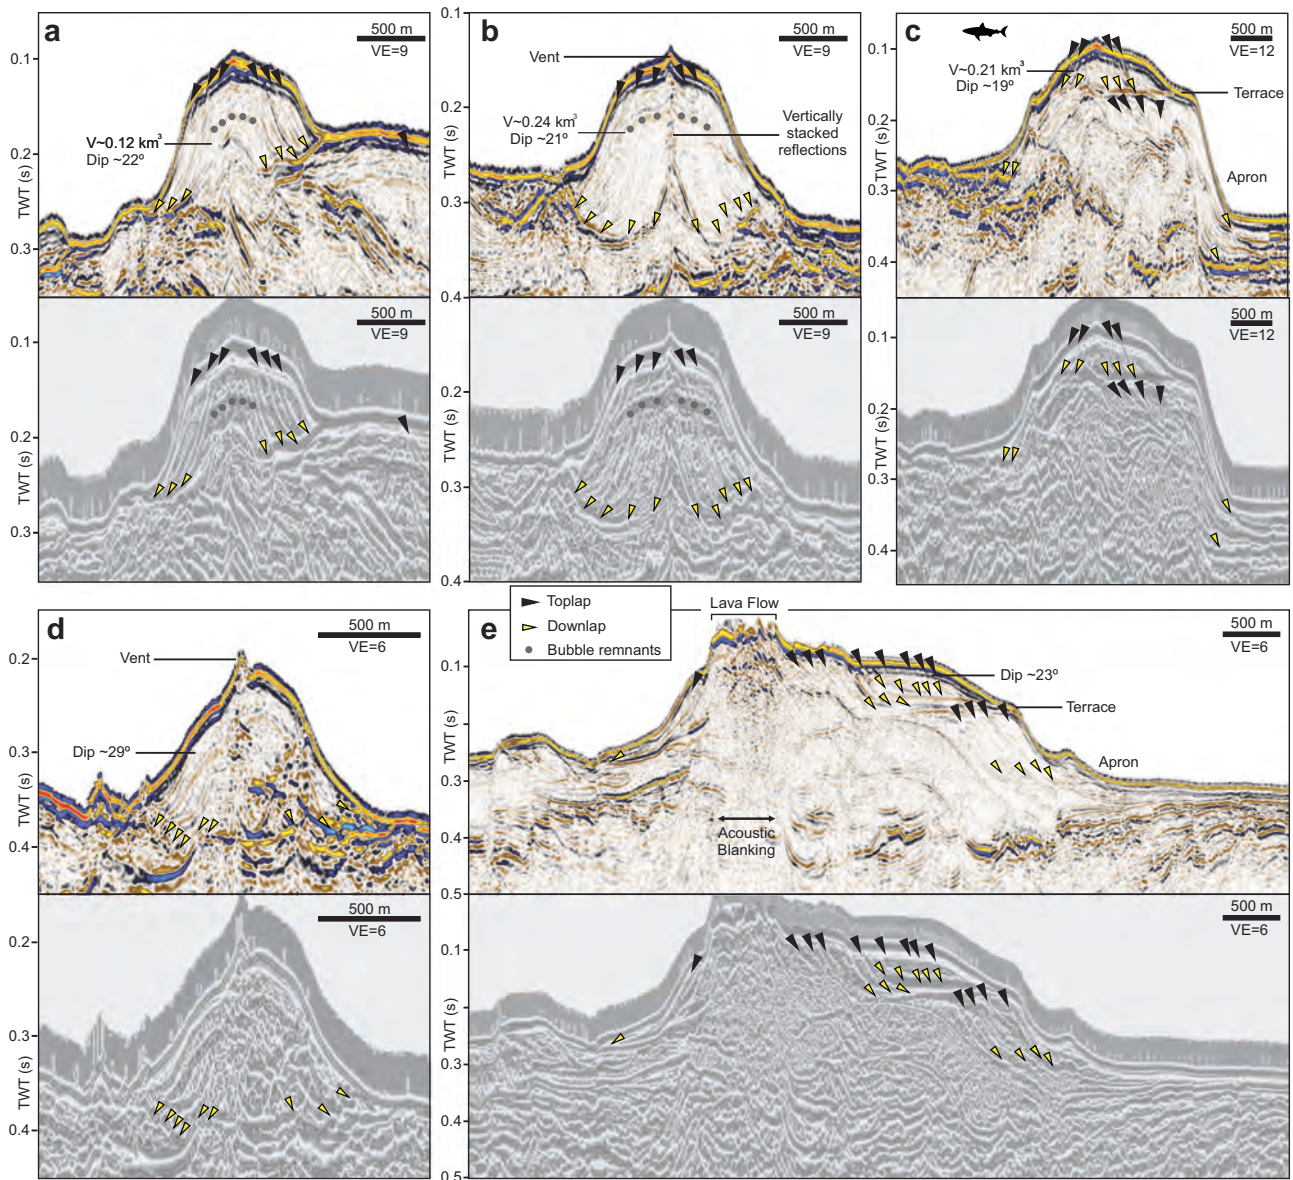 a
500 m
VE=9
0.1
0.2
0.3
TWT (s)
V~0.12 km³
Dip ~22º
500 m
VE=9
0.1
0.2
0.3
TWT (s)
b
500 m
VE=9
0.1
0.2
0.3
0.4
TWT (s)
Vent
V~0.24 km³
Dip ~21º
Vertically
stacked
reflections
500 m
VE=9
0.2
0.3
0.4
TWT (s)
c
500 m
VE=12
0.1
0.2
0.3
0.4
TWT (s)
V~0.21 km³
Dip ~19º
Terrace
Apron
500 m
VE=12
0.1
0.2
0.3
0.4
TWT (s)
Toplap
Downlap
Bubble remnants
d
500 m
VE=6
0.2
0.3
0.4
TWT (s)
Vent
Dip ~29º
500 m
VE=6
0.2
0.3
0.4
TWT (s)
e
Lava Flow
500 m
VE=6
0.1
0.3
0.4
0.5
TWT (s)
Dip ~23º
Terrace
Apron
Acoustic
Blanking
500 m
VE=6
0.1
0.3
0.4
0.5
TWT (s)